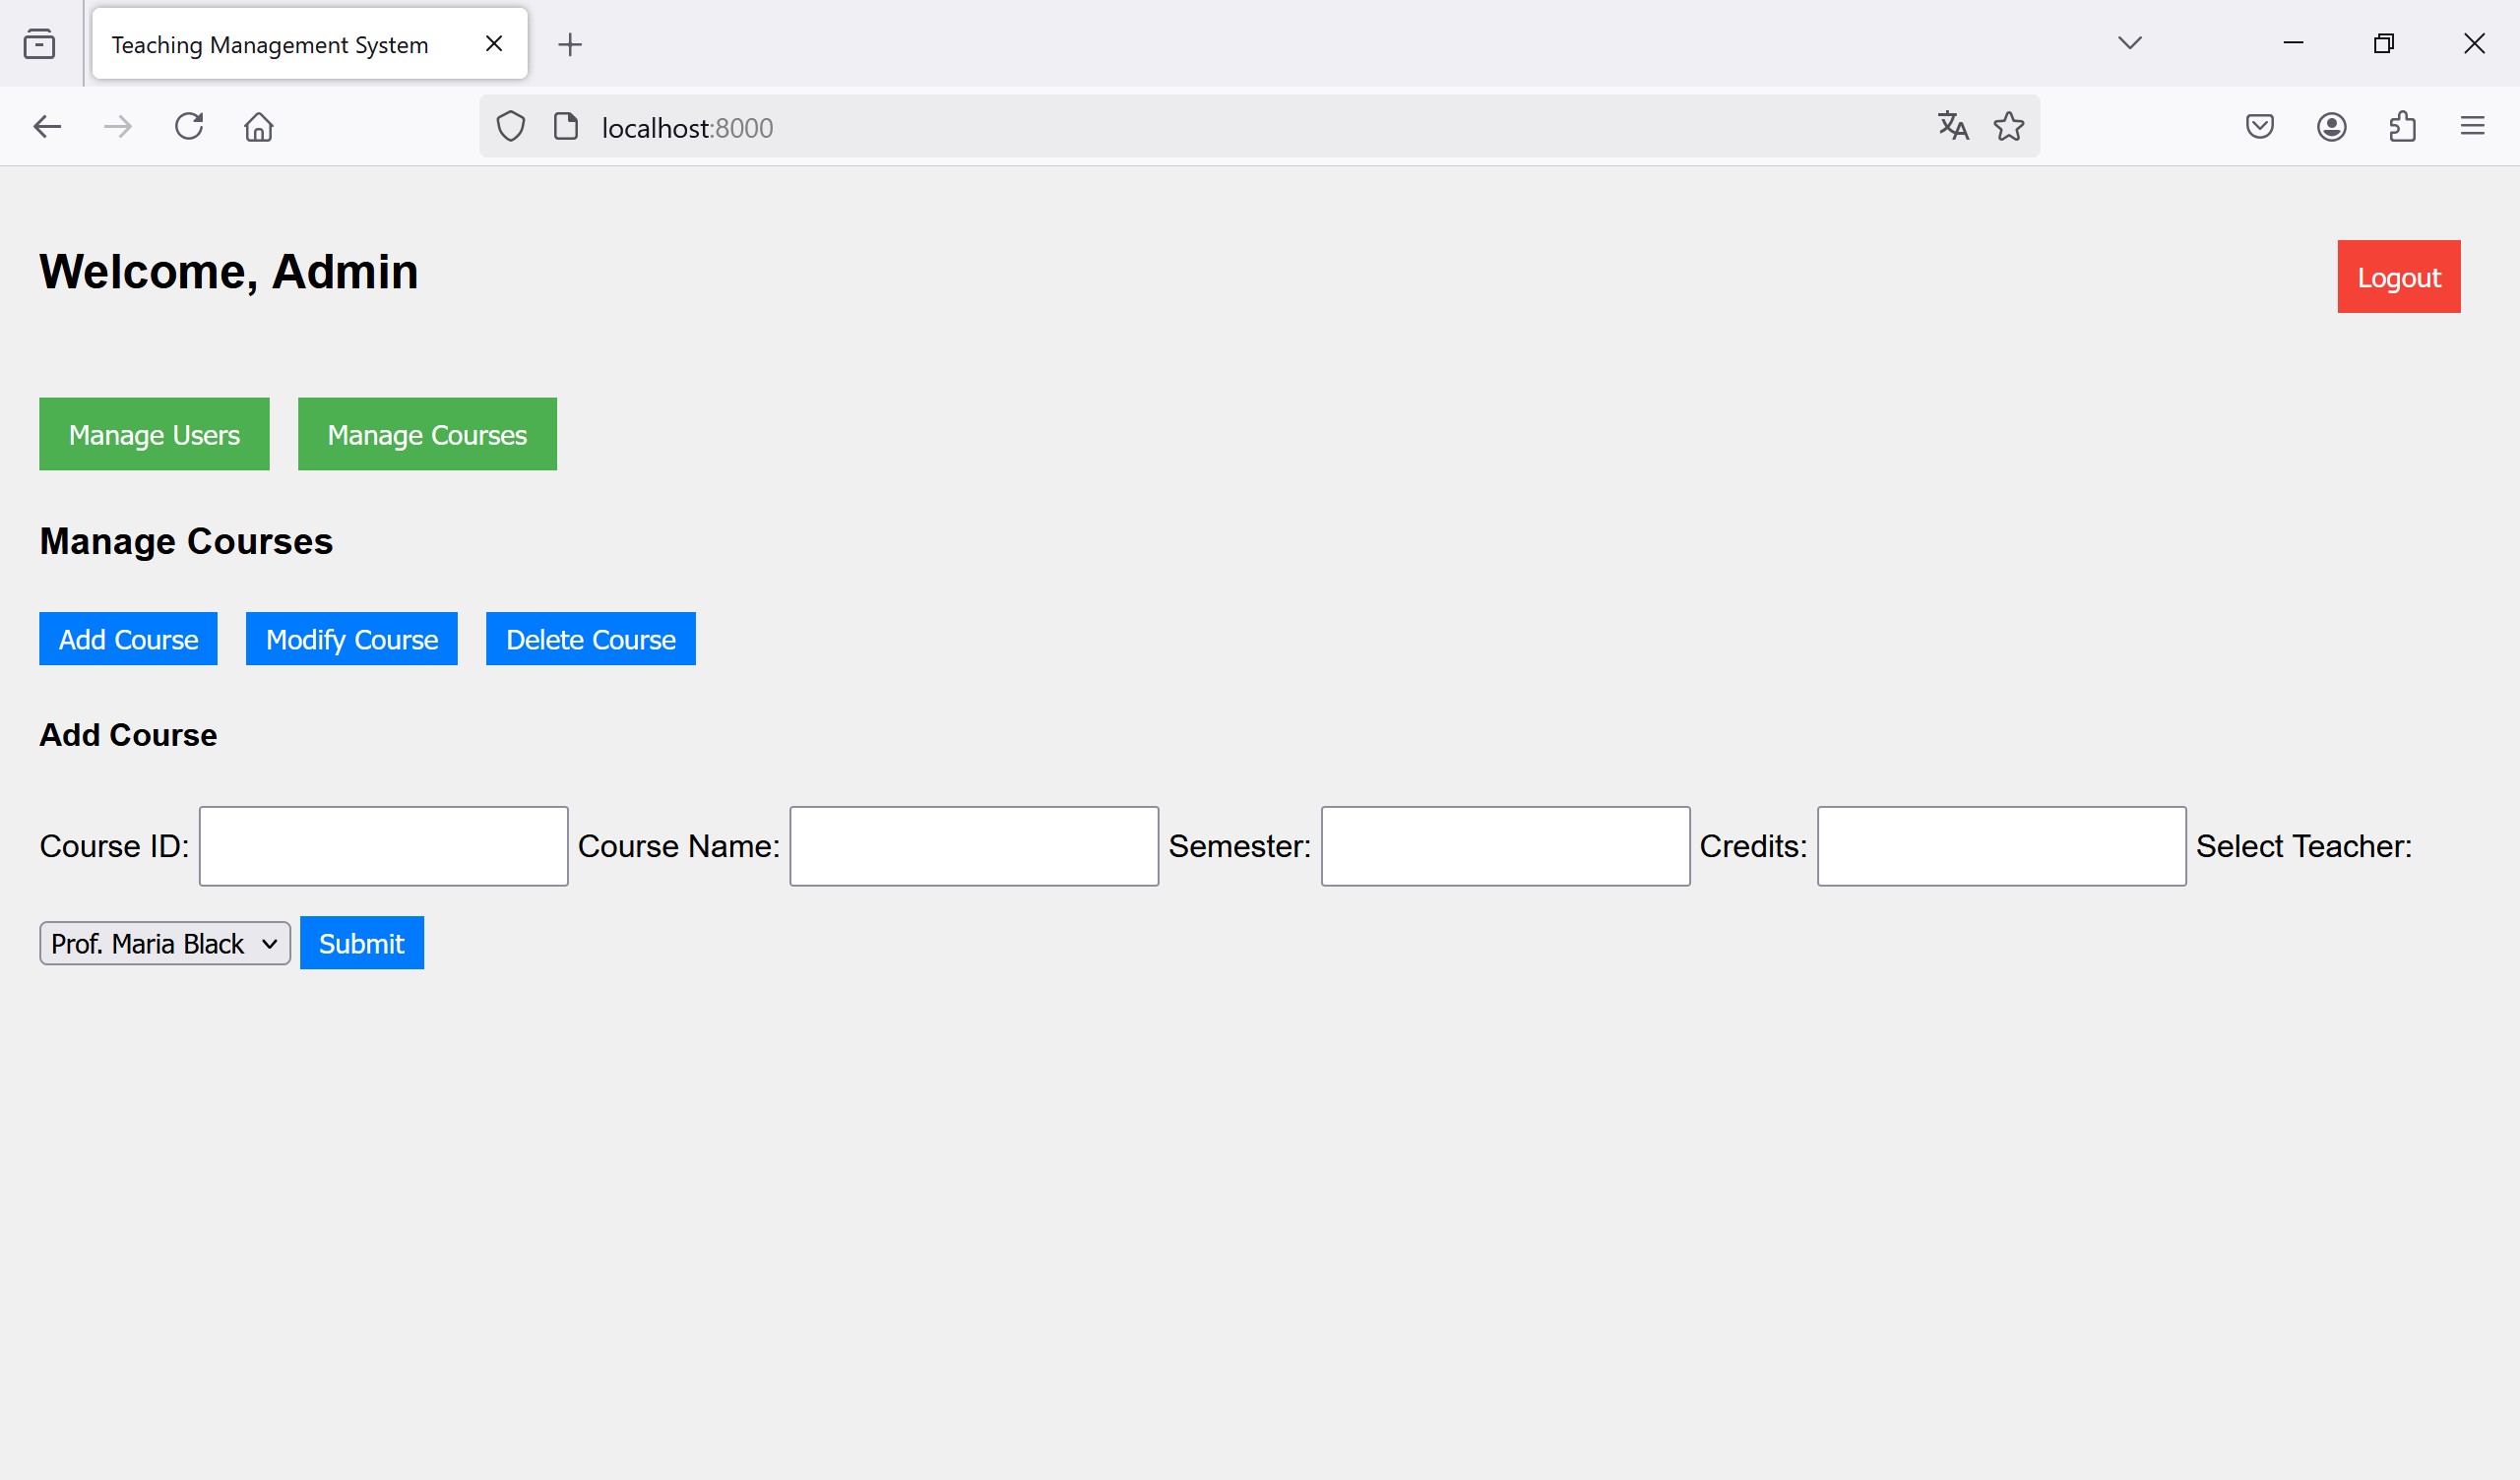 Teaching Management System
localhost:8000
Welcome, Admin
Logout
Manage Users Manage Courses
Manage Courses
Add Course Modify Course Delete Course
Add Course
Course ID: Course Name: Semester: Credits: Select Teacher:
Prof. Maria Black Submit